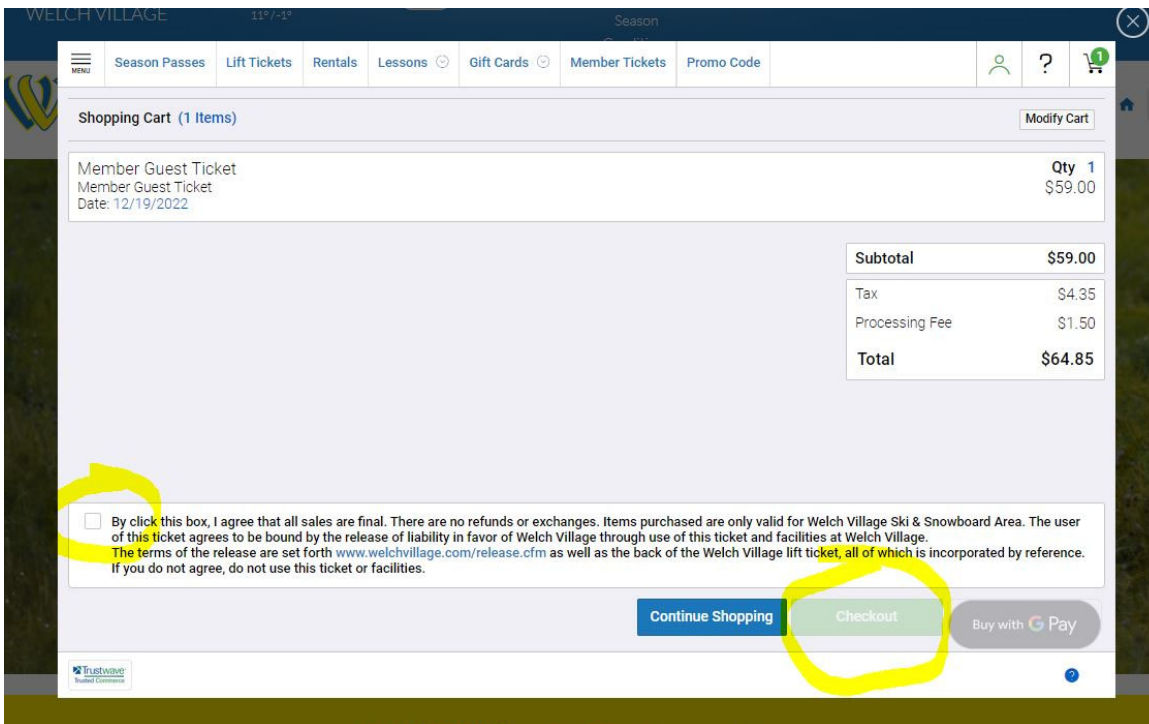 WELCH VILLAGE
11°/-1°
Season
MENU
Season Passes
Lift Tickets
Rentals
Lessons
Gift Cards
Member Tickets
Promo Code
?
1
Shopping Cart (1 Items)
Modify Cart
Member Guest Ticket
Qty 1
Member Guest Ticket
$59.00
Date: 12/19/2022
Subtotal $59.00
Tax $4.35
Processing Fee $1.50
Total $64.85
By click this box, I agree that all sales are final. There are no refunds or exchanges. Items purchased are only valid for Welch Village Ski & Snowboard Area. The user
of this ticket agrees to be bound by the release of liability in favor of Welch Village through use of this ticket and facilities at Welch Village.
The terms of the release are set forth www.welchvillage.com/release.cfm as well as the back of the Welch Village lift ticket, all of which is incorporated by reference.
If you do not agree, do not use this ticket or facilities.
Continue Shopping
Checkout
Buy with G Pay
Trustwave
Trusted Commerce
?